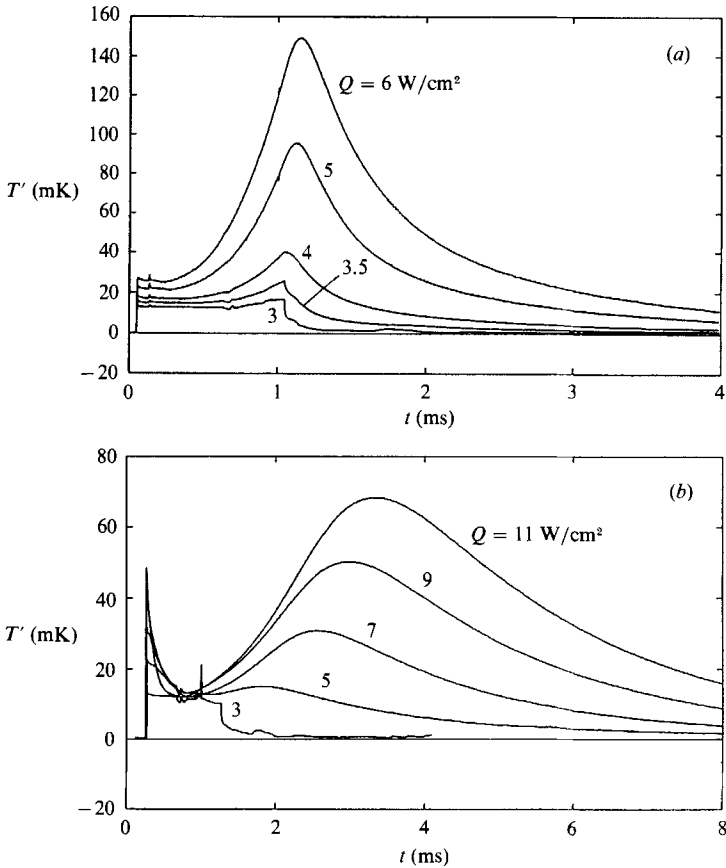 160
(a)
140
Q = 6 W/cm²
120
100
5
T′ (mK) 80
60
4
40
3.5
20
3
0
−20
0 1 2 3 4
t (ms)
80
(b)
60
Q = 11 W/cm²
9
T′ (mK) 40
7
20
5
3
0
−20
0 2 4 6 8
t (ms)